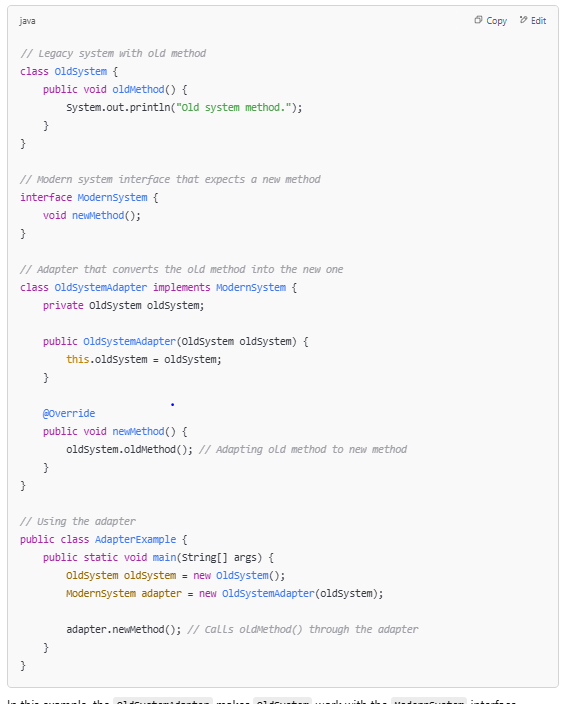 java
Copy
Edit
// Legacy system with old method
class OldSystem {
    public void oldMethod() {
        System.out.println("Old system method.");
    }
}

// Modern system interface that expects a new method
interface ModernSystem {
    void newMethod();
}

// Adapter that converts the old method into the new one
class OldSystemAdapter implements ModernSystem {
    private OldSystem oldSystem;

    public OldSystemAdapter(OldSystem oldSystem) {
        this.oldSystem = oldSystem;
    }

    @Override
    public void newMethod() {
        oldSystem.oldMethod(); // Adapting old method to new method
    }
}

// Using the adapter
public class AdapterExample {
    public static void main(String[] args) {
        OldSystem oldSystem = new OldSystem();
        ModernSystem adapter = new OldSystemAdapter(oldSystem);

        adapter.newMethod(); // Calls oldMethod() through the adapter
    }
}
In this example, the OldSystemAdapter makes OldSystem work with the ModernSystem interface